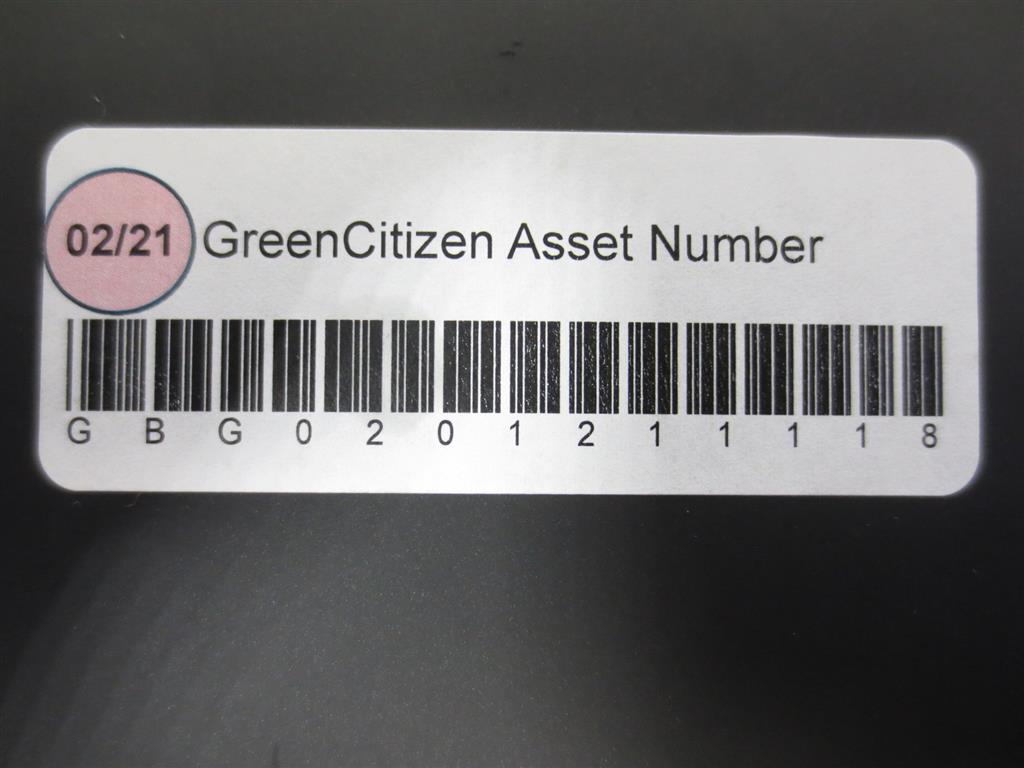 02/21 GreenCitizen Asset Number
G B G 0 2 0 1 2 1 1 1 1 8